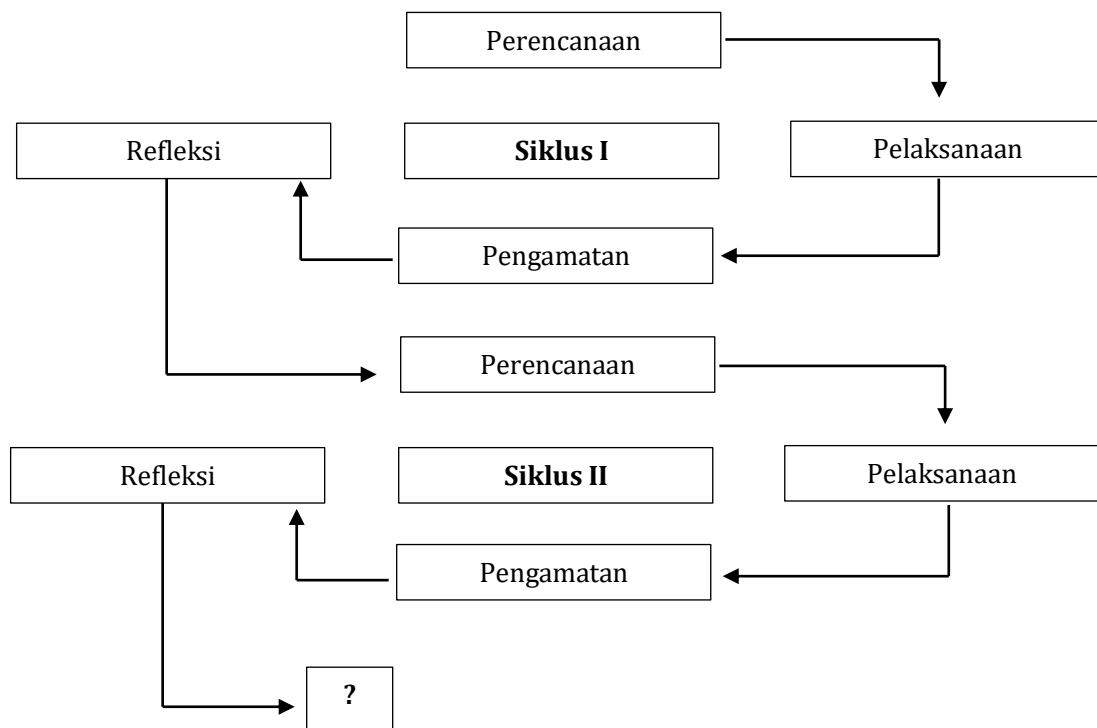 Perencanaan
Refleksi
Siklus I
Pelaksanaan
Pengamatan
Perencanaan
Refleksi
Siklus II
Pelaksanaan
Pengamatan
?